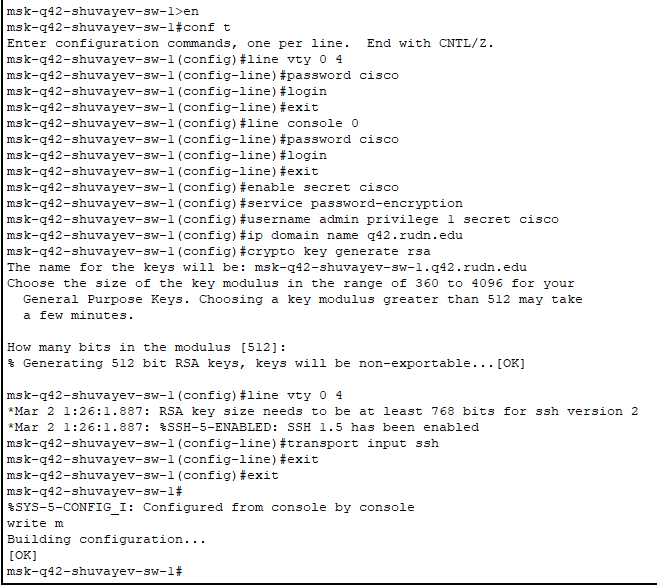 msk-q42-shuvayev-sw-1>en
msk-q42-shuvayev-sw-1#conf t
Enter configuration commands, one per line.  End with CNTL/Z.
msk-q42-shuvayev-sw-1(config)#line vty 0 4
msk-q42-shuvayev-sw-1(config-line)#password cisco
msk-q42-shuvayev-sw-1(config-line)#login
msk-q42-shuvayev-sw-1(config-line)#exit
msk-q42-shuvayev-sw-1(config)#line console 0
msk-q42-shuvayev-sw-1(config-line)#password cisco
msk-q42-shuvayev-sw-1(config-line)#login
msk-q42-shuvayev-sw-1(config-line)#exit
msk-q42-shuvayev-sw-1(config)#enable secret cisco
msk-q42-shuvayev-sw-1(config)#service password-encryption
msk-q42-shuvayev-sw-1(config)#username admin privilege 1 secret cisco
msk-q42-shuvayev-sw-1(config)#ip domain name q42.rudn.edu
msk-q42-shuvayev-sw-1(config)#crypto key generate rsa
The name for the keys will be: msk-q42-shuvayev-sw-1.q42.rudn.edu
Choose the size of the key modulus in the range of 360 to 4096 for your
  General Purpose Keys. Choosing a key modulus greater than 512 may take
  a few minutes.

How many bits in the modulus [512]:
% Generating 512 bit RSA keys, keys will be non-exportable...[OK]

msk-q42-shuvayev-sw-1(config)#line vty 0 4
*Mar 2 1:26:1.887: RSA key size needs to be at least 768 bits for ssh version 2
*Mar 2 1:26:1.887: %SSH-5-ENABLED: SSH 1.5 has been enabled
msk-q42-shuvayev-sw-1(config-line)#transport input ssh
msk-q42-shuvayev-sw-1(config-line)#exit
msk-q42-shuvayev-sw-1(config)#exit
msk-q42-shuvayev-sw-1#
%SYS-5-CONFIG_I: Configured from console by console
write m
Building configuration...
[OK]
msk-q42-shuvayev-sw-1#